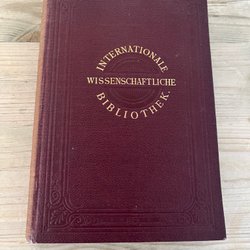 INTERNATIONALE
WISSENSCHAFTLICHE
BIBLIOTHEK.